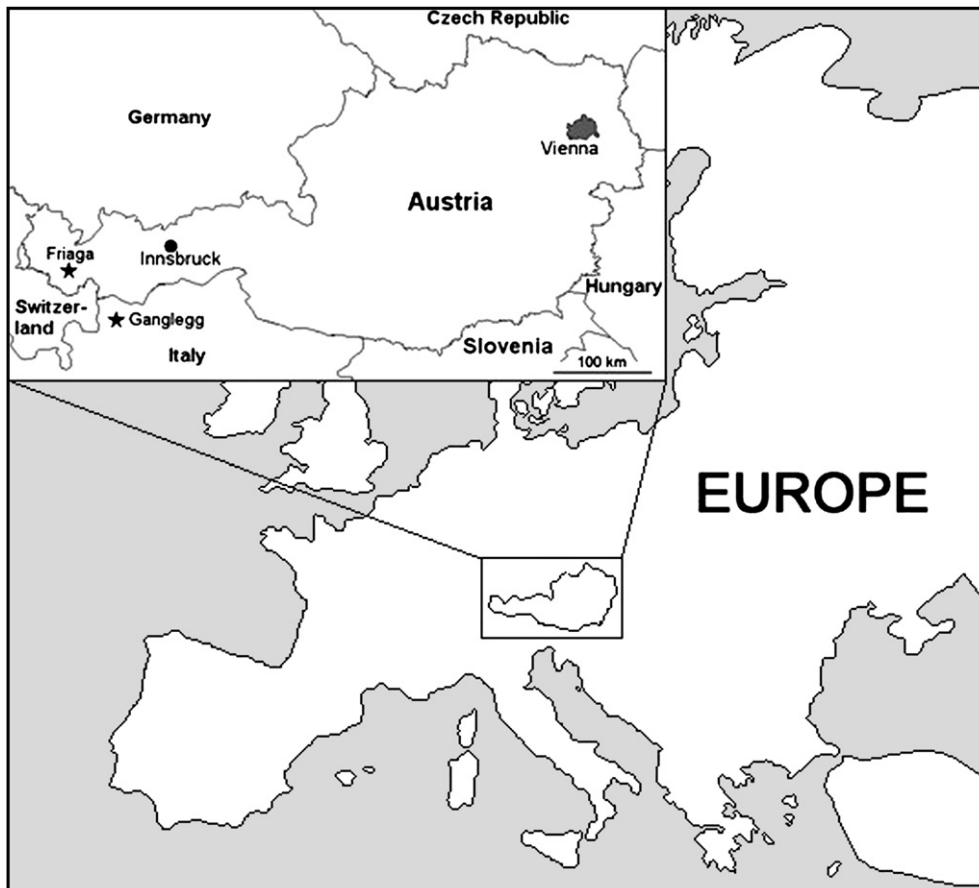 Czech Republic
Germany
Vienna
Austria
Friaga
Innsbruck
Hungary
Switzer-
land
Ganglegg
Slovenia
Italy
100 km
EUROPE